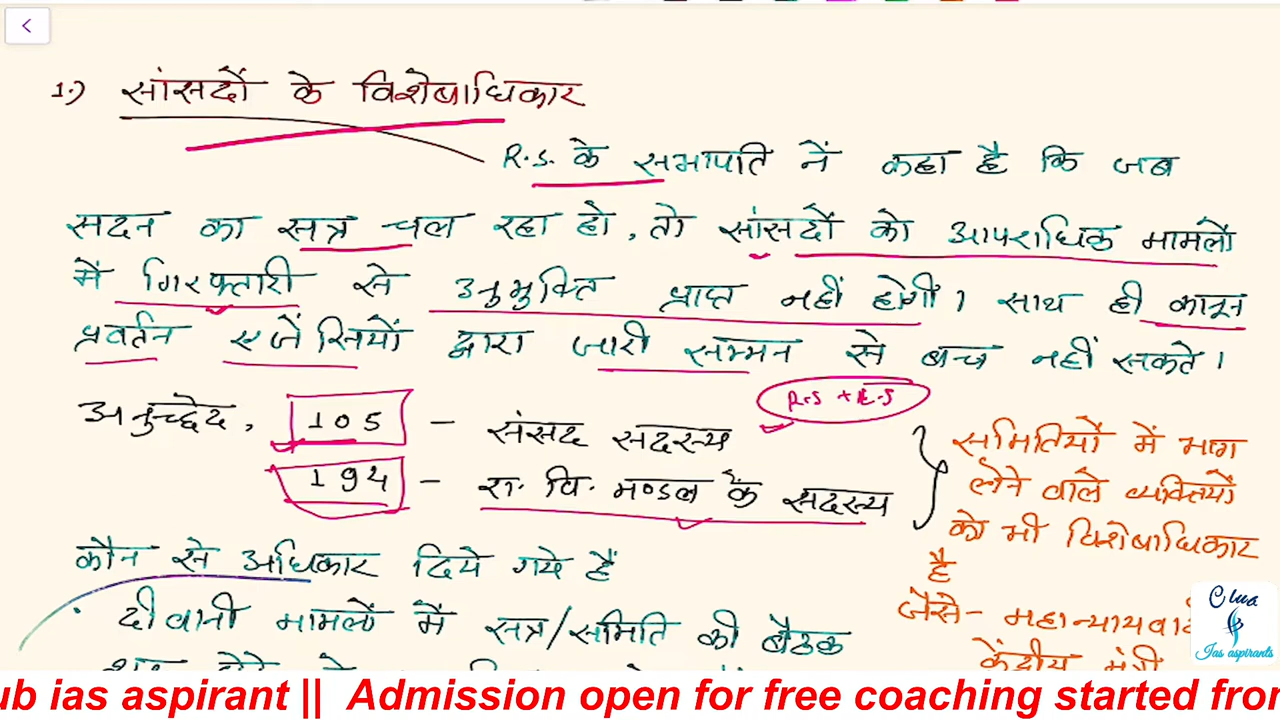 1.) सांसदों के विशेषाधिकार
R.S. के सभापति नें कहा है कि जब
सदन का सत्र चल रहा हो, तो सांसदों को आपराधिक मामलों
में गिरफ्तारी से उनुमुक्ति प्राप्त नहीं होगी। साथ ही कानून
प्रवर्तन एजेंसियों द्वारा जारी सम्मन से बच नहीं सकते।
R.S + L.S
अनुच्छेद, 105 - संसद सदस्य
194 - रा. वि. मण्डल के सदस्य
समितियों में भाग
लेने वाले व्यक्तियों
को भी विशेषाधिकार
है
जैसे- महान्यायवादि
केंद्रीय मंत्री
कौन से अधिकार दिये गये हैं
· दीवानी मामलों में सत्र/समिति की बैठक
Clua
Ias aspirants
ub ias aspirant || Admission open for free coaching started from